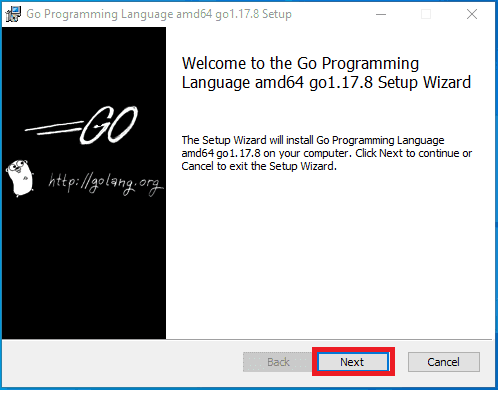 Go Programming Language amd64 go1.17.8 Setup
Welcome to the Go Programming
Language amd64 go1.17.8 Setup Wizard
GO
http://golang.org
The Setup Wizard will install Go Programming Language
amd64 go1.17.8 on your computer. Click Next to continue or
Cancel to exit the Setup Wizard.
Back
Next
Cancel